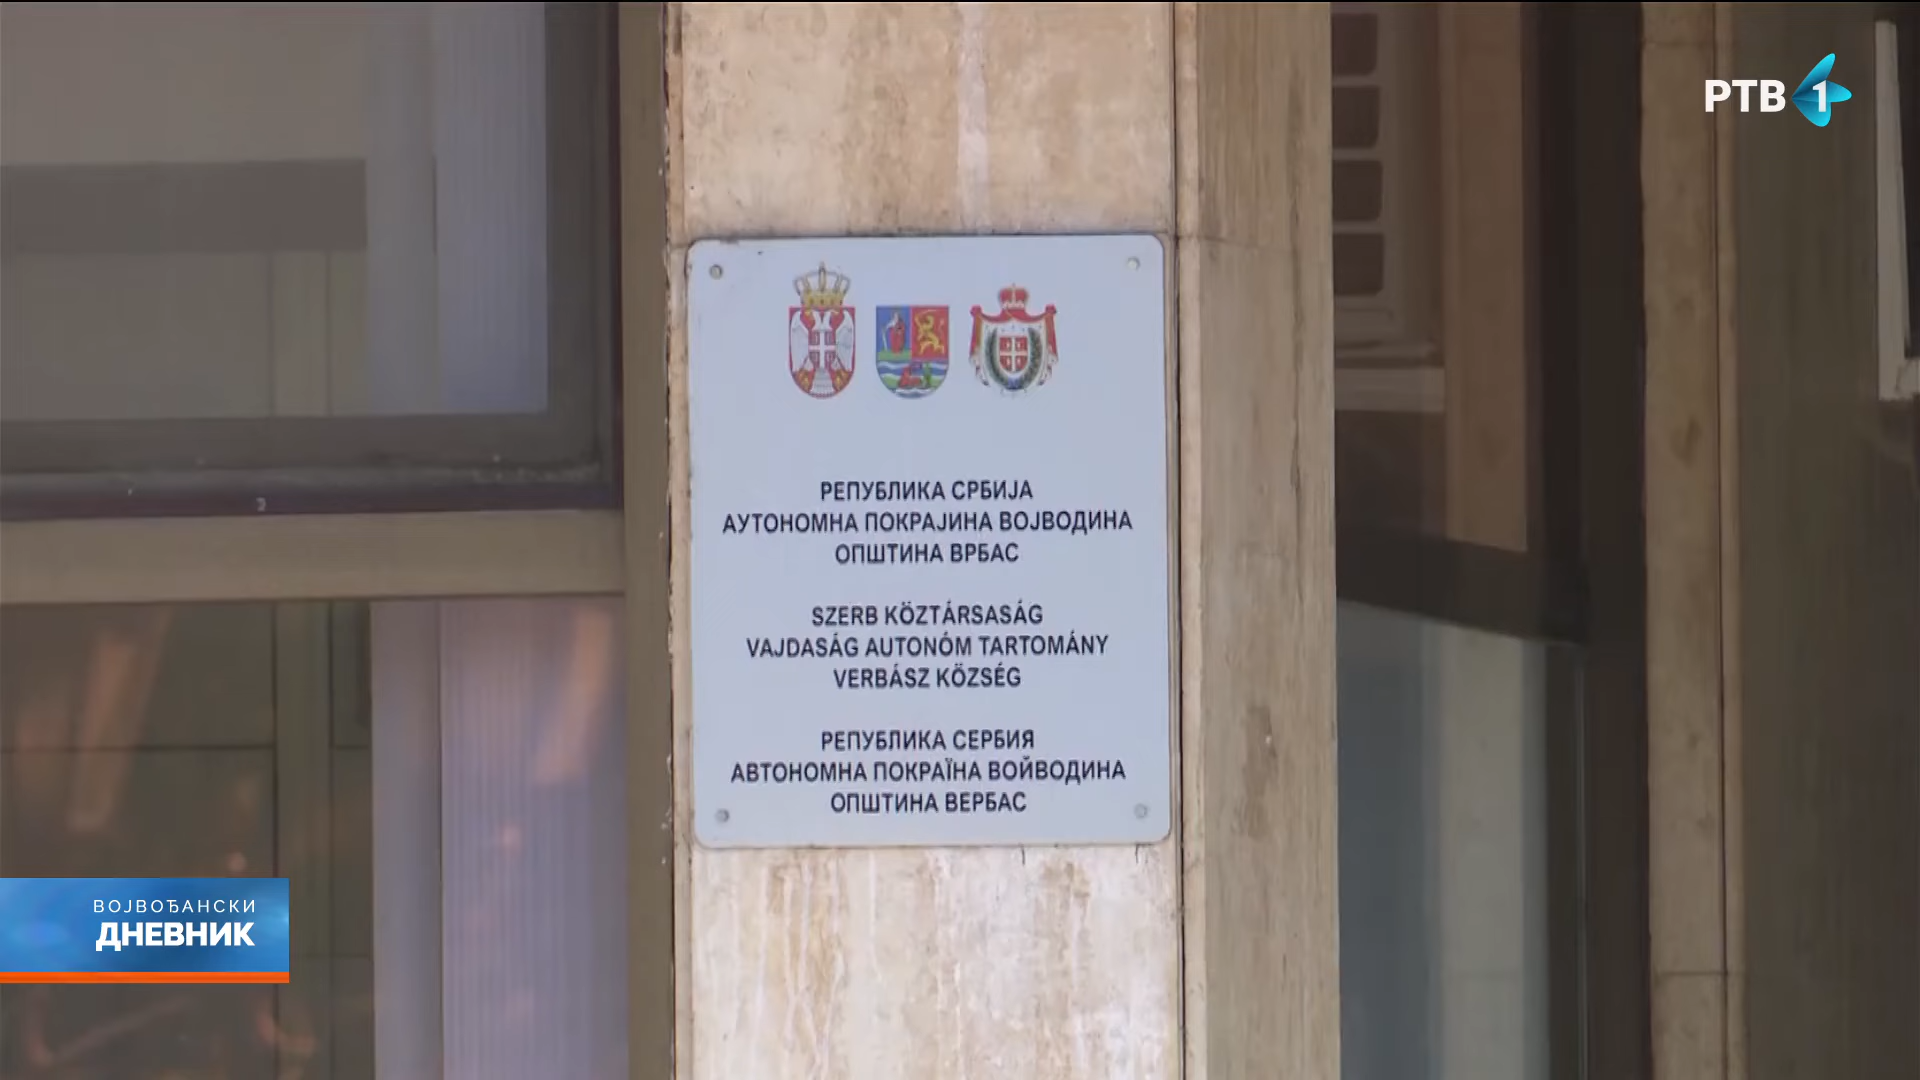 РТВ 1
РЕПУБЛИКА СРБИЈА
АУТОНОМНА ПОКРАЈИНА ВОЈВОДИНА
ОПШТИНА ВРБАС
SZERB KÖZTÁRSASÁG
VAJDASÁG AUTONÓM TARTOMÁNY
VERBÁSZ KÖZSÉG
РЕПУБЛИКА СЕРБИЯ
АВТОНОМНА ПОКРАЇНА ВОЙВОДИНА
ОПШТИНА ВЕРБАС
ВОЈВОЂАНСКИ
ДНЕВНИК